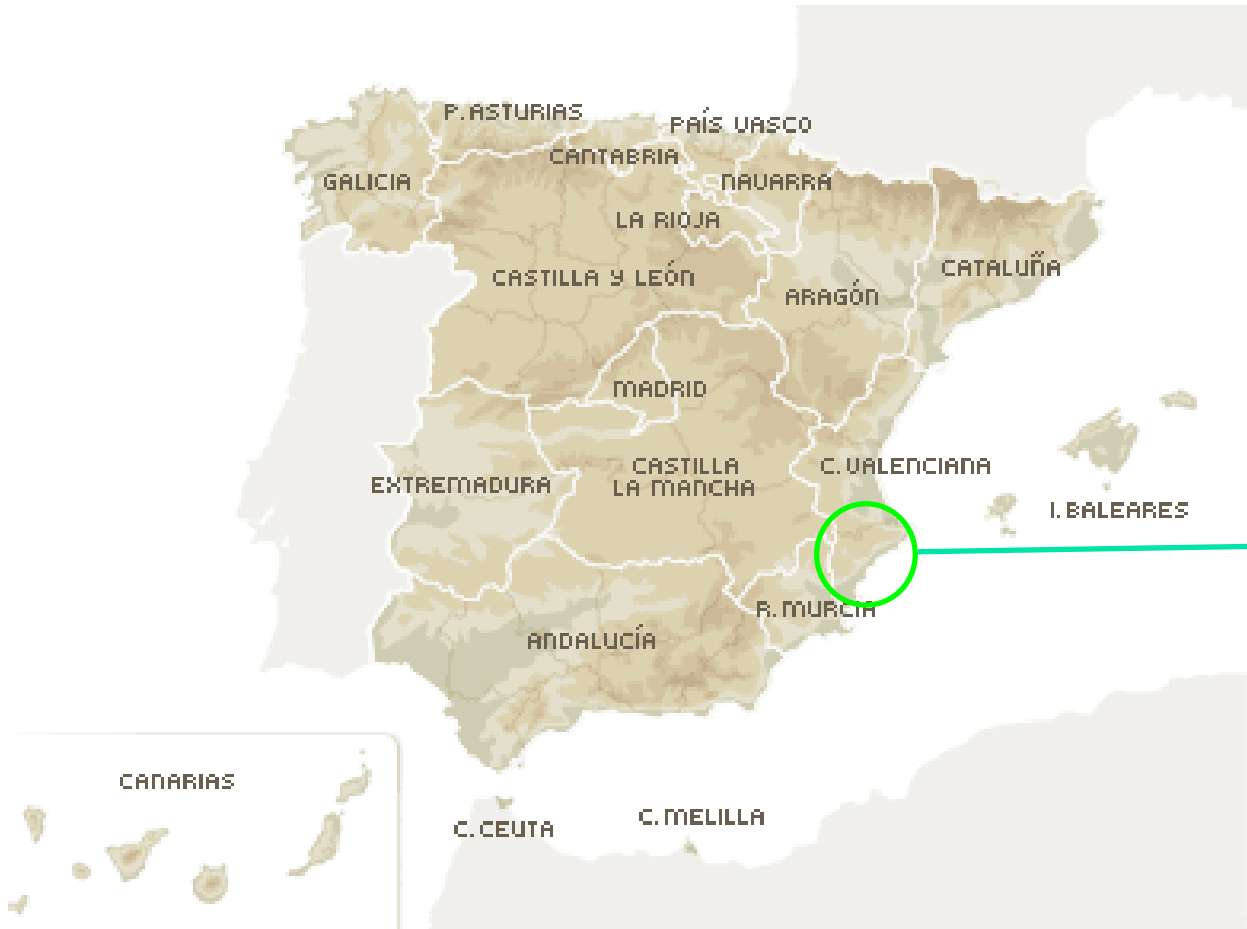 P. ASTURIAS
PAÍS VASCO
CANTABRIA
GALICIA
NAVARRA
LA RIOJA
CATALUÑA
CASTILLA Y LEÓN
ARAGÓN
MADRID
C. VALENCIANA
CASTILLA
LA MANCHA
EXTREMADURA
I. BALEARES
R. MURCIA
ANDALUCÍA
CANARIAS
C. MELILLA
C. CEUTA